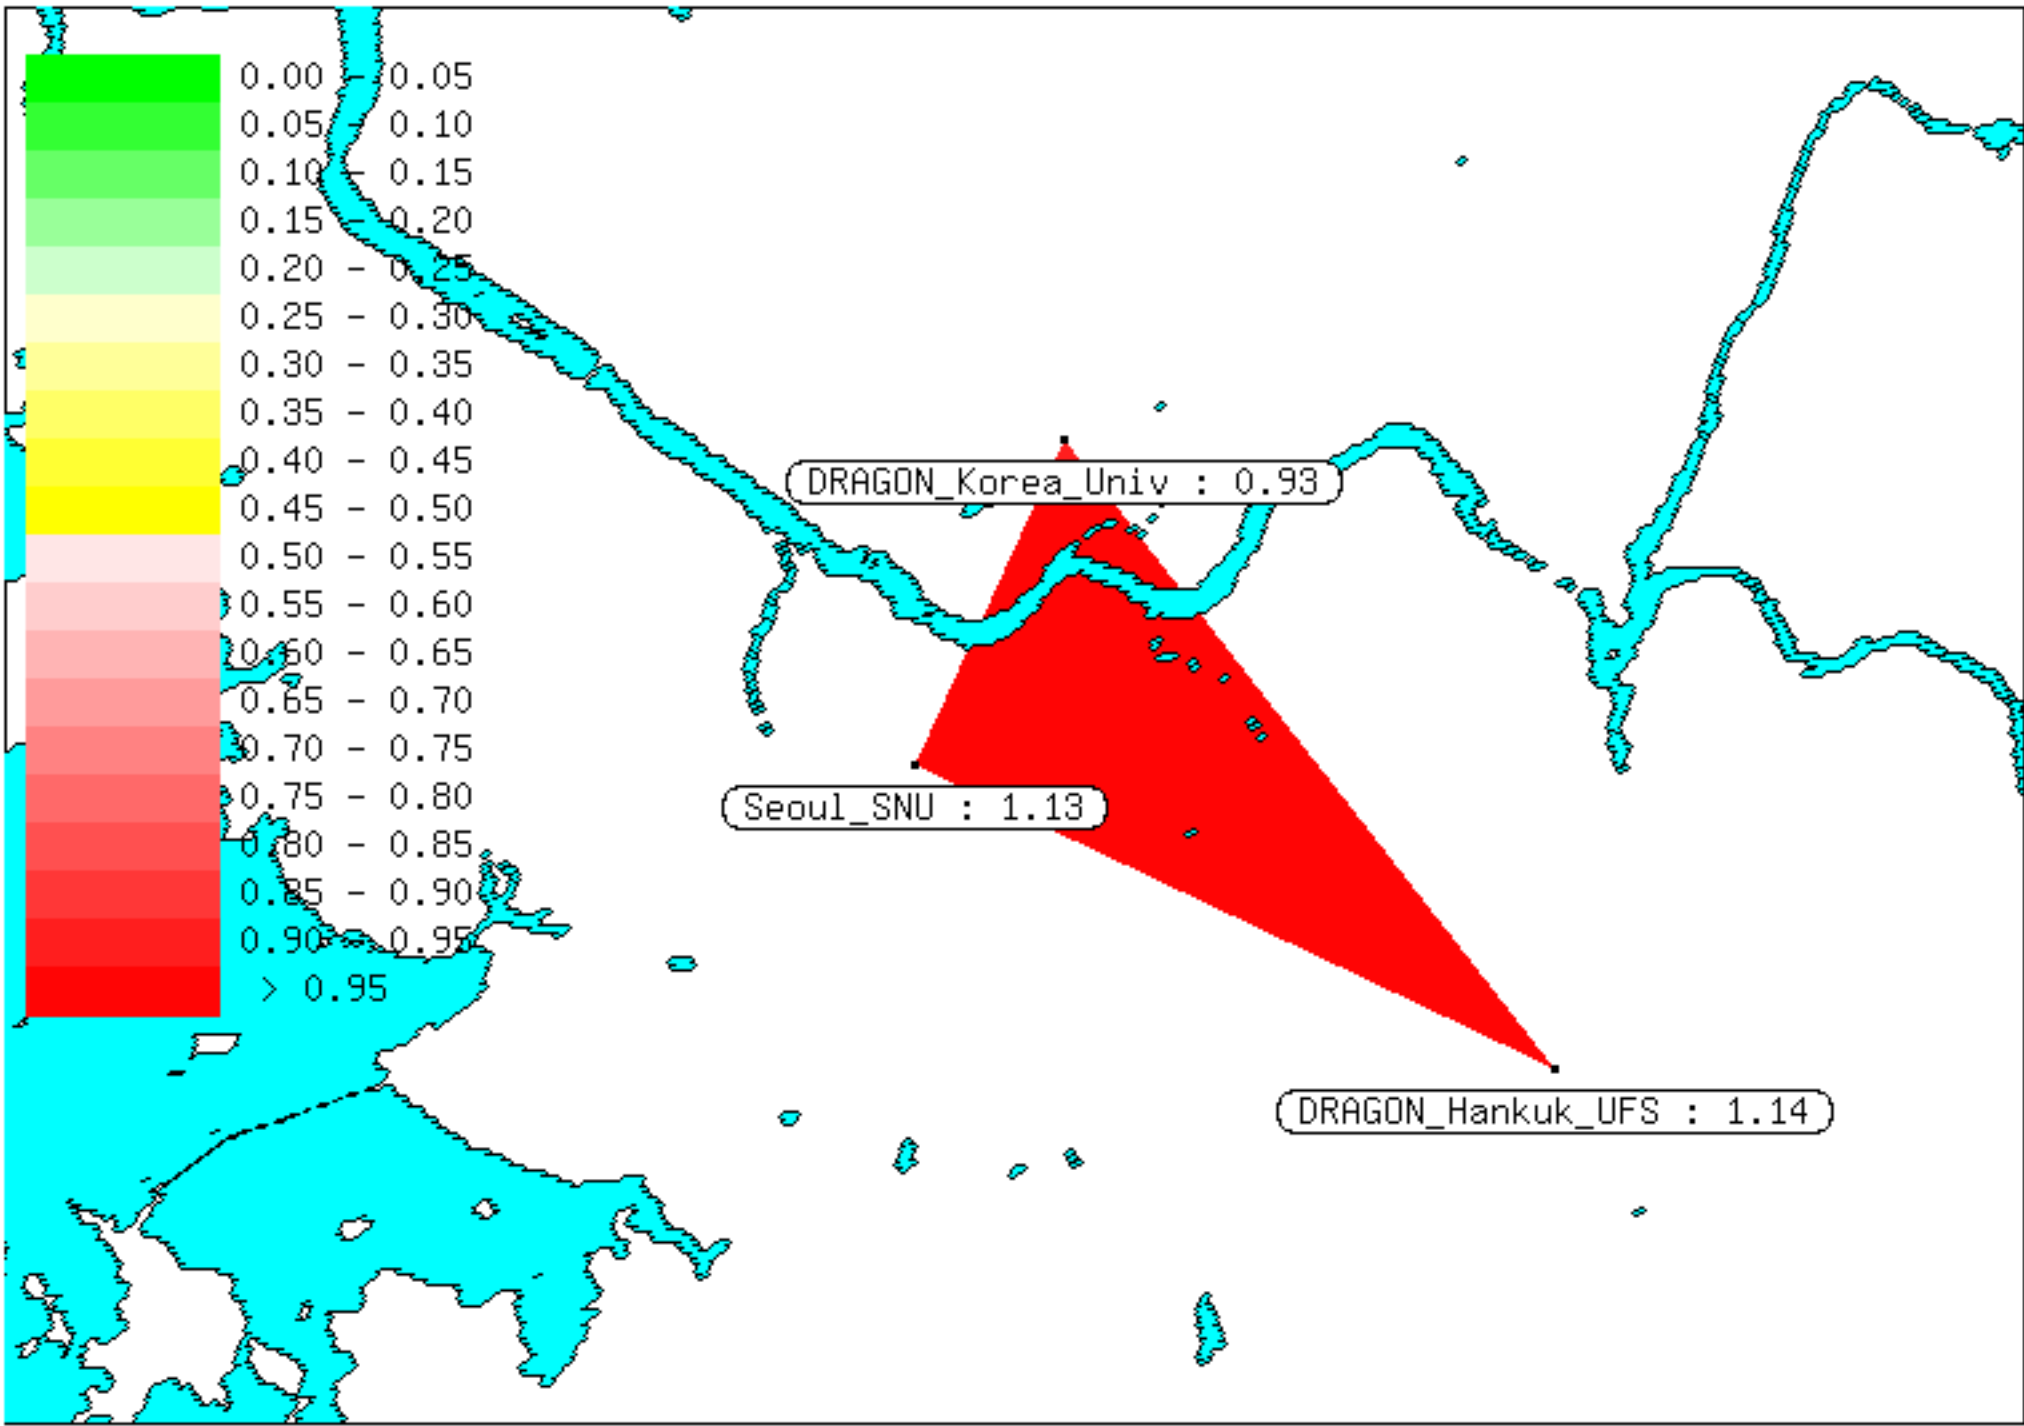 0.00 - 0.05
0.05 - 0.10
0.10 - 0.15
0.15 - 0.20
0.20 - 0.25
0.25 - 0.30
0.30 - 0.35
0.35 - 0.40
0.40 - 0.45
0.45 - 0.50
0.50 - 0.55
0.55 - 0.60
0.60 - 0.65
0.65 - 0.70
0.70 - 0.75
0.75 - 0.80
0.80 - 0.85
0.85 - 0.90
0.90 - 0.95
> 0.95
DRAGON_Korea_Univ : 0.93
Seoul_SNU : 1.13
DRAGON_Hankuk_UFS : 1.14